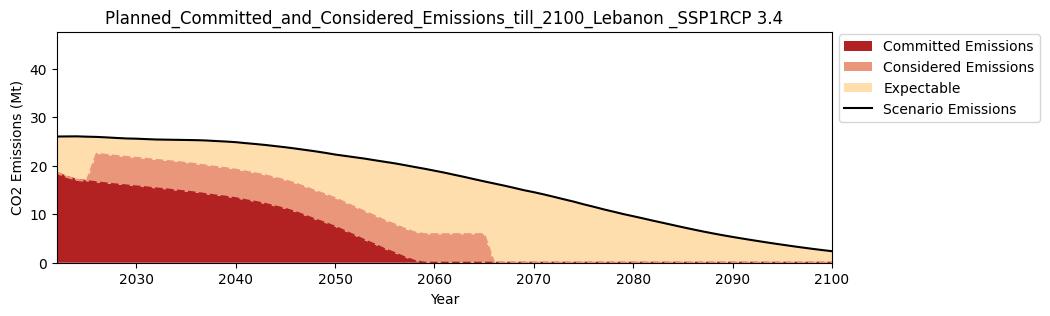 Planned_Committed_and_Considered_Emissions_till_2100_Lebanon _SSP1RCP 3.4
Committed Emissions
Considered Emissions
Expectable
Scenario Emissions
CO2 Emissions (Mt)
40
30
20
10
0
2030 2040 2050 2060 2070 2080 2090 2100
Year